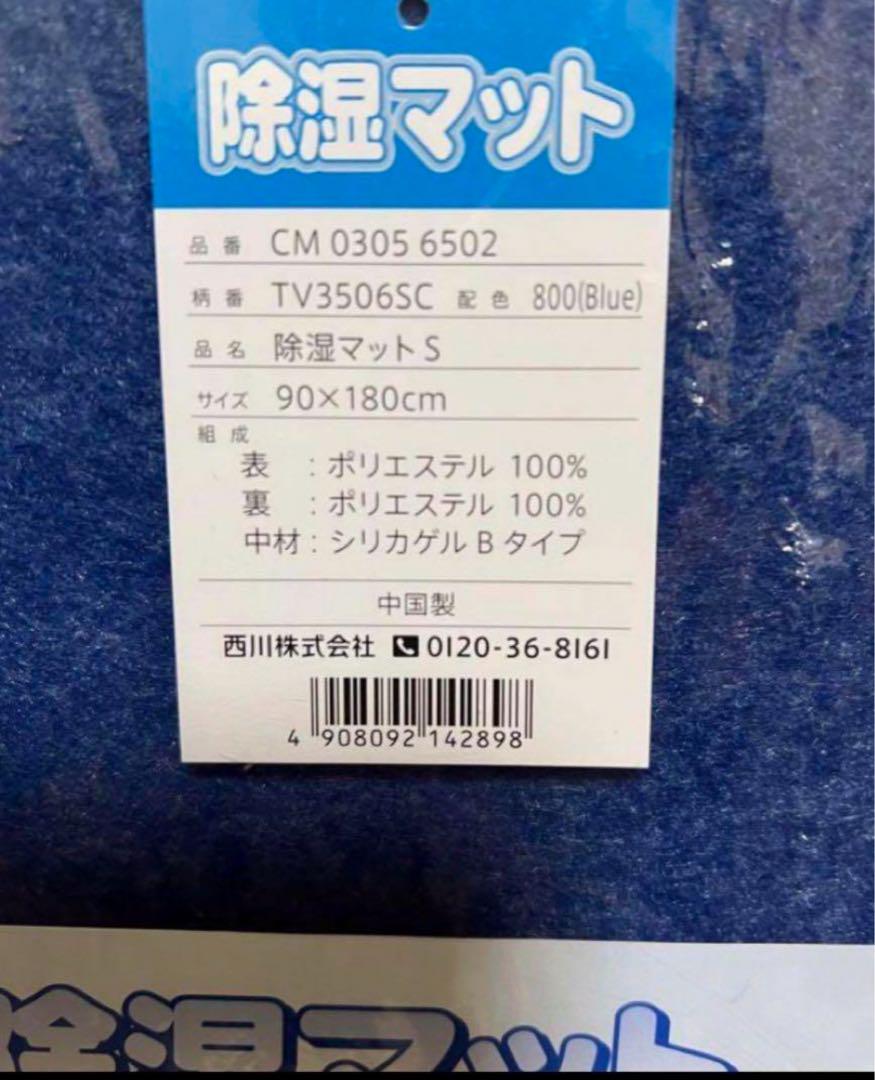 除湿マット
品番 CM 0305 6502
柄番 TV3506SC 配色 800(Blue)
品名 除湿マット S
サイズ 90×180cm
組成
表 : ポリエステル 100%
裏 : ポリエステル 100%
中材 : シリカゲル B タイプ
中国製
西川株式会社 0120-36-8161
4 908092 142898
除湿マット